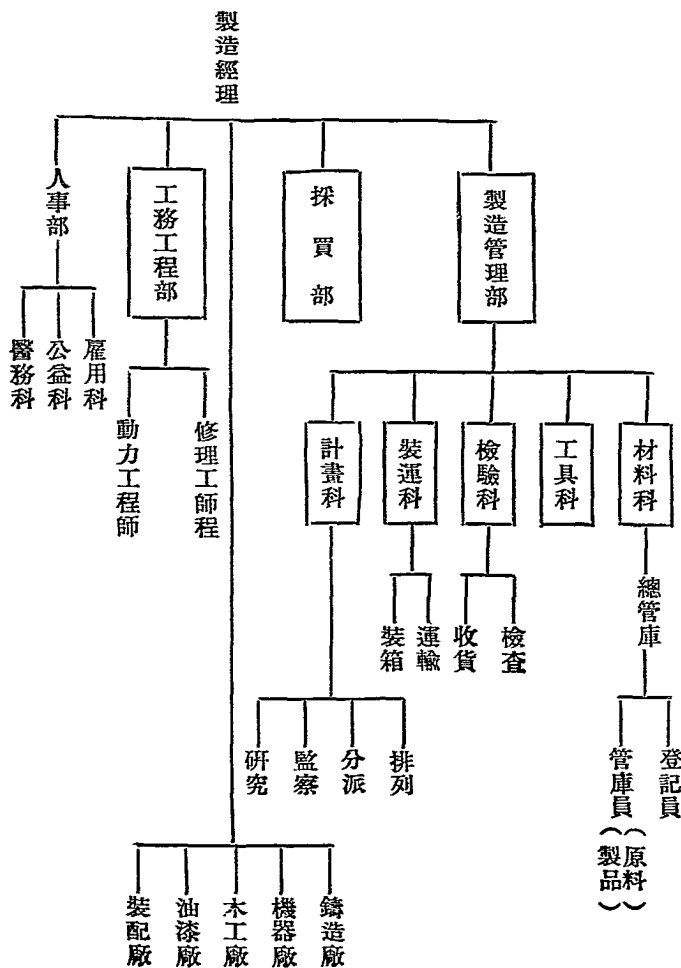 製造經理
製造管理部
採買部
工務工程部
人事部
材料科
工具科
檢驗科
裝運科
計畫科
修理工師程
動力工程師
雇用科
公益科
醫務科
總管庫
檢查
收貨
運輸
裝箱
登記員
管庫員（原料）（製品）
排列
分派
監察
研究
鑄造廠
機器廠
木工廠
油漆廠
裝配廠